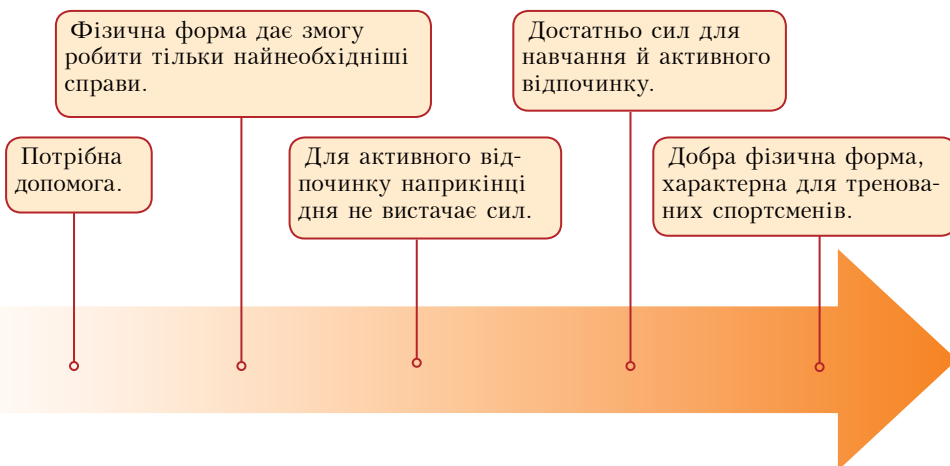 Фізична форма дає змогу
робити тільки найнеобхідніші
справи.
Достатньо сил для
навчання й активного
відпочинку.
Потрібна
допомога.
Для активного від-
починку наприкінці
дня не вистачає сил.
Добра фізична форма,
характерна для тренова-
них спортсменів.